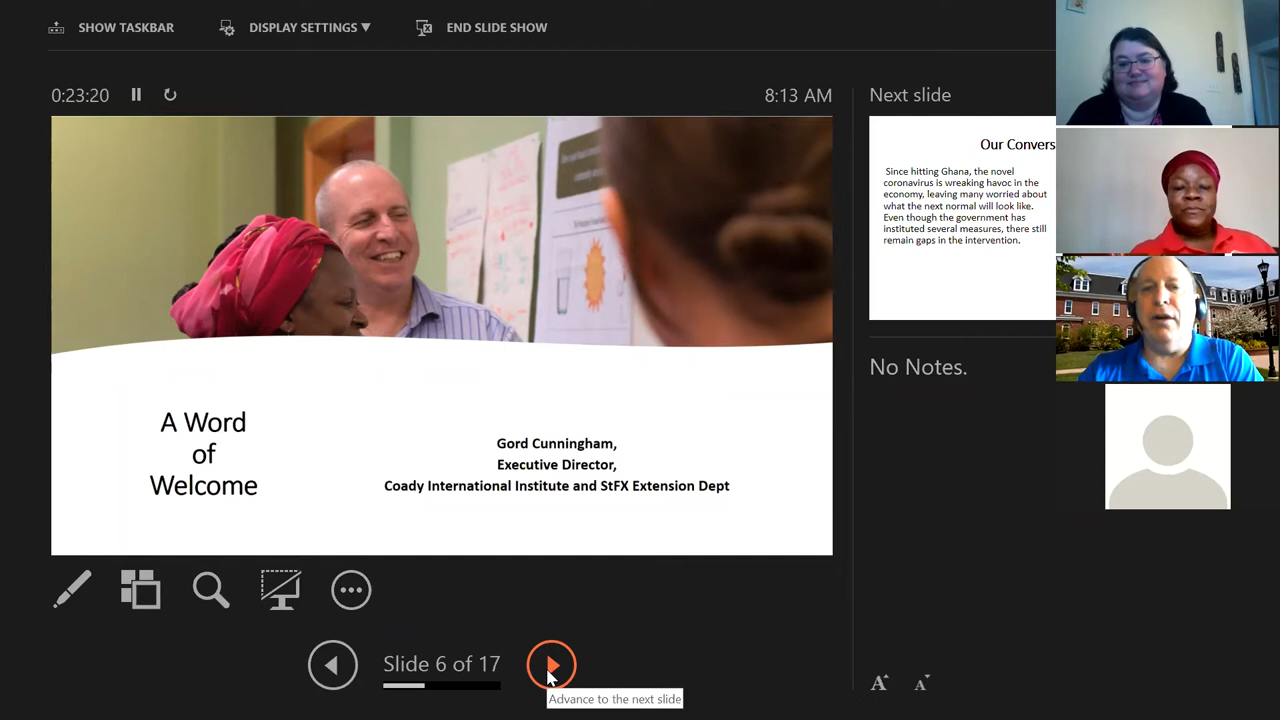 SHOW TASKBAR
DISPLAY SETTINGS ▼
END SLIDE SHOW
0:23:20
8:13 AM
Next slide
Our Convers
Since hitting Ghana, the novel
coronavirus is wreaking havoc in the
economy, leaving many worried about
what the next normal will look like.
Even though the government has
instituted several measures, there still
remain gaps in the intervention.
No Notes.
A Word
of
Welcome
Gord Cunningham,
Executive Director,
Coady International Institute and StFX Extension Dept
Slide 6 of 17
Advance to the next slide
A A